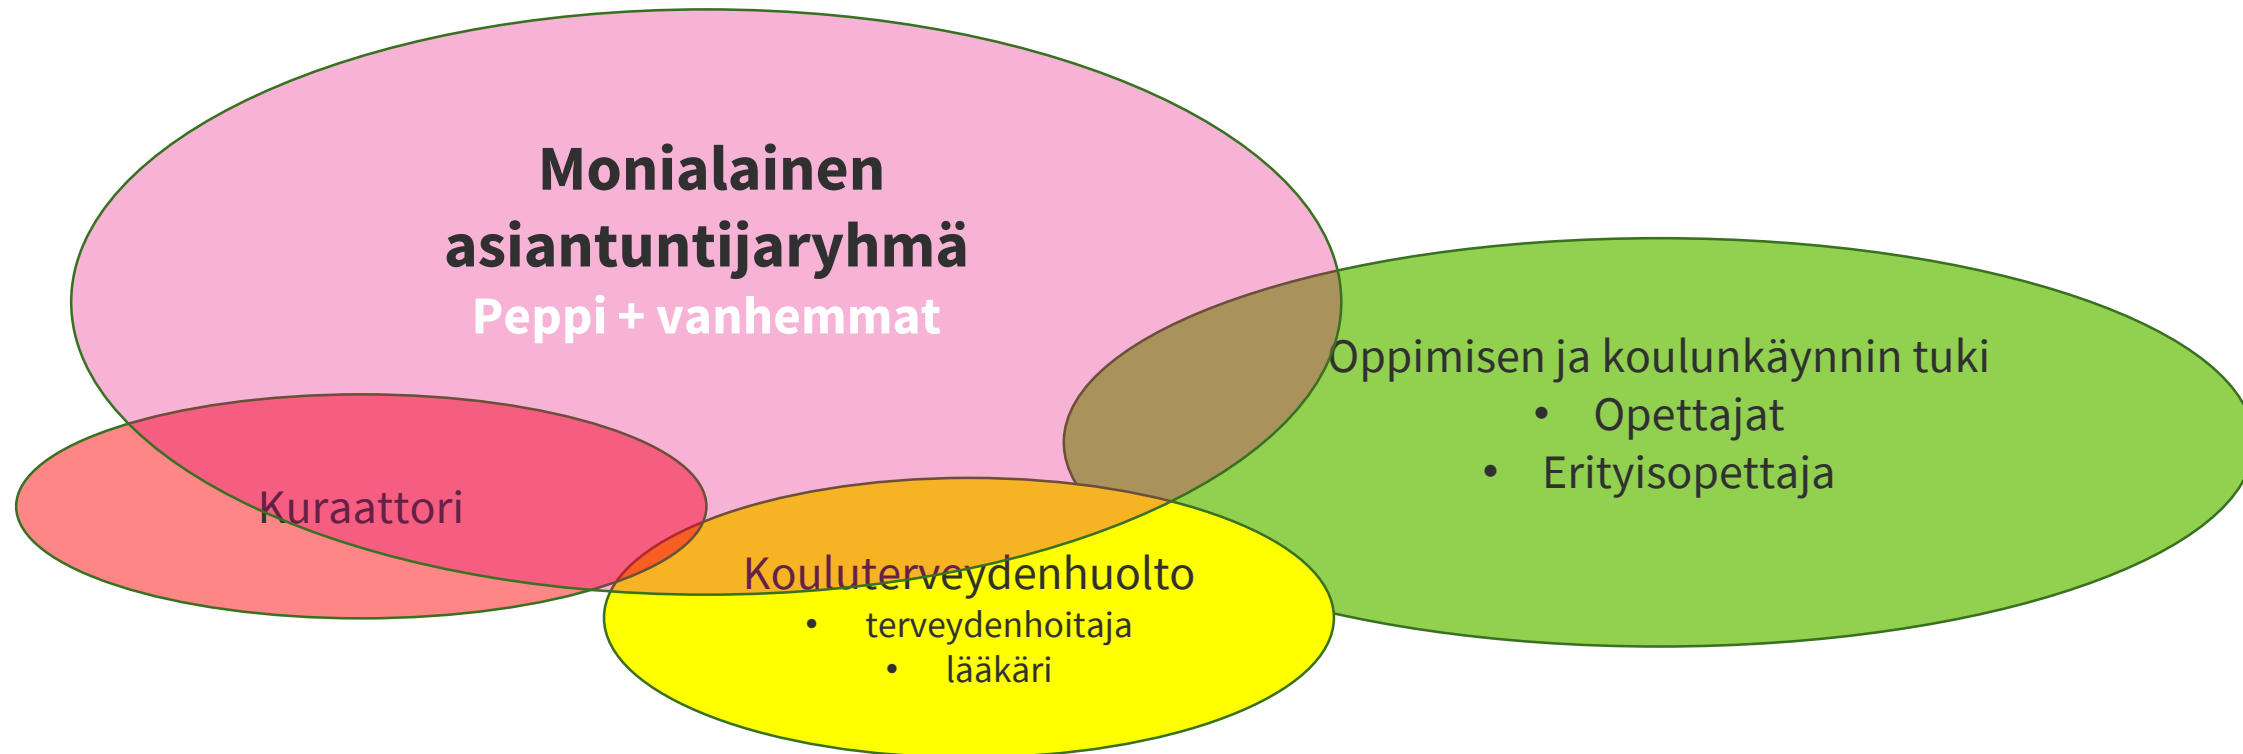 Monialainen
asiantuntijaryhmä
Peppi + vanhemmat
Oppimisen ja koulunkäynnin tuki
• Opettajat
• Erityisopettaja
Kuraattori
Kouluterveydenhuolto
• terveydenhoitaja
• lääkäri